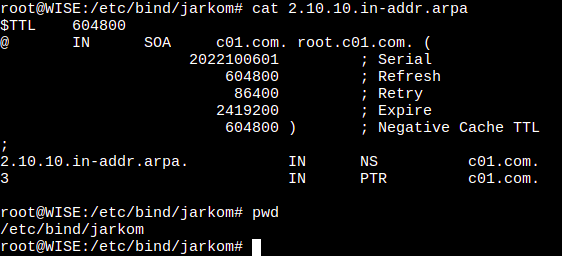 root@WISE:/etc/bind/jarkom# cat 2.10.10.in-addr.arpa
$TTL    604800
@       IN      SOA     c01.com. root.c01.com. (
                     2022100601         ; Serial
                         604800         ; Refresh
                          86400         ; Retry
                        2419200         ; Expire
                         604800 )       ; Negative Cache TTL
;
2.10.10.in-addr.arpa.           IN      NS      c01.com.
3                               IN      PTR     c01.com.
root@WISE:/etc/bind/jarkom# pwd
/etc/bind/jarkom
root@WISE:/etc/bind/jarkom#